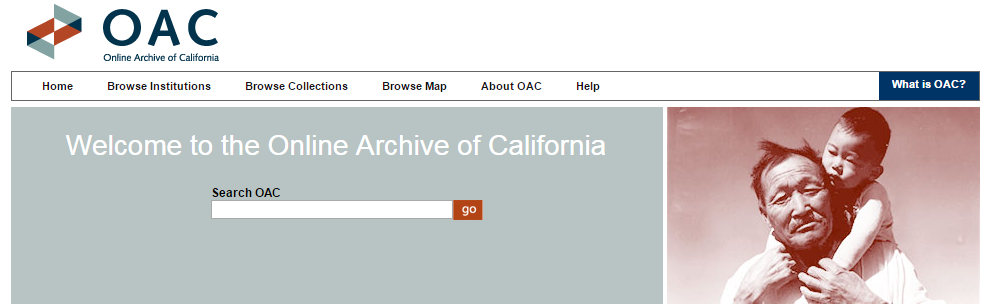 OAC
Online Archive of California
Home Browse Institutions Browse Collections Browse Map About OAC Help What is OAC?
Welcome to the Online Archive of California
Search OAC
go